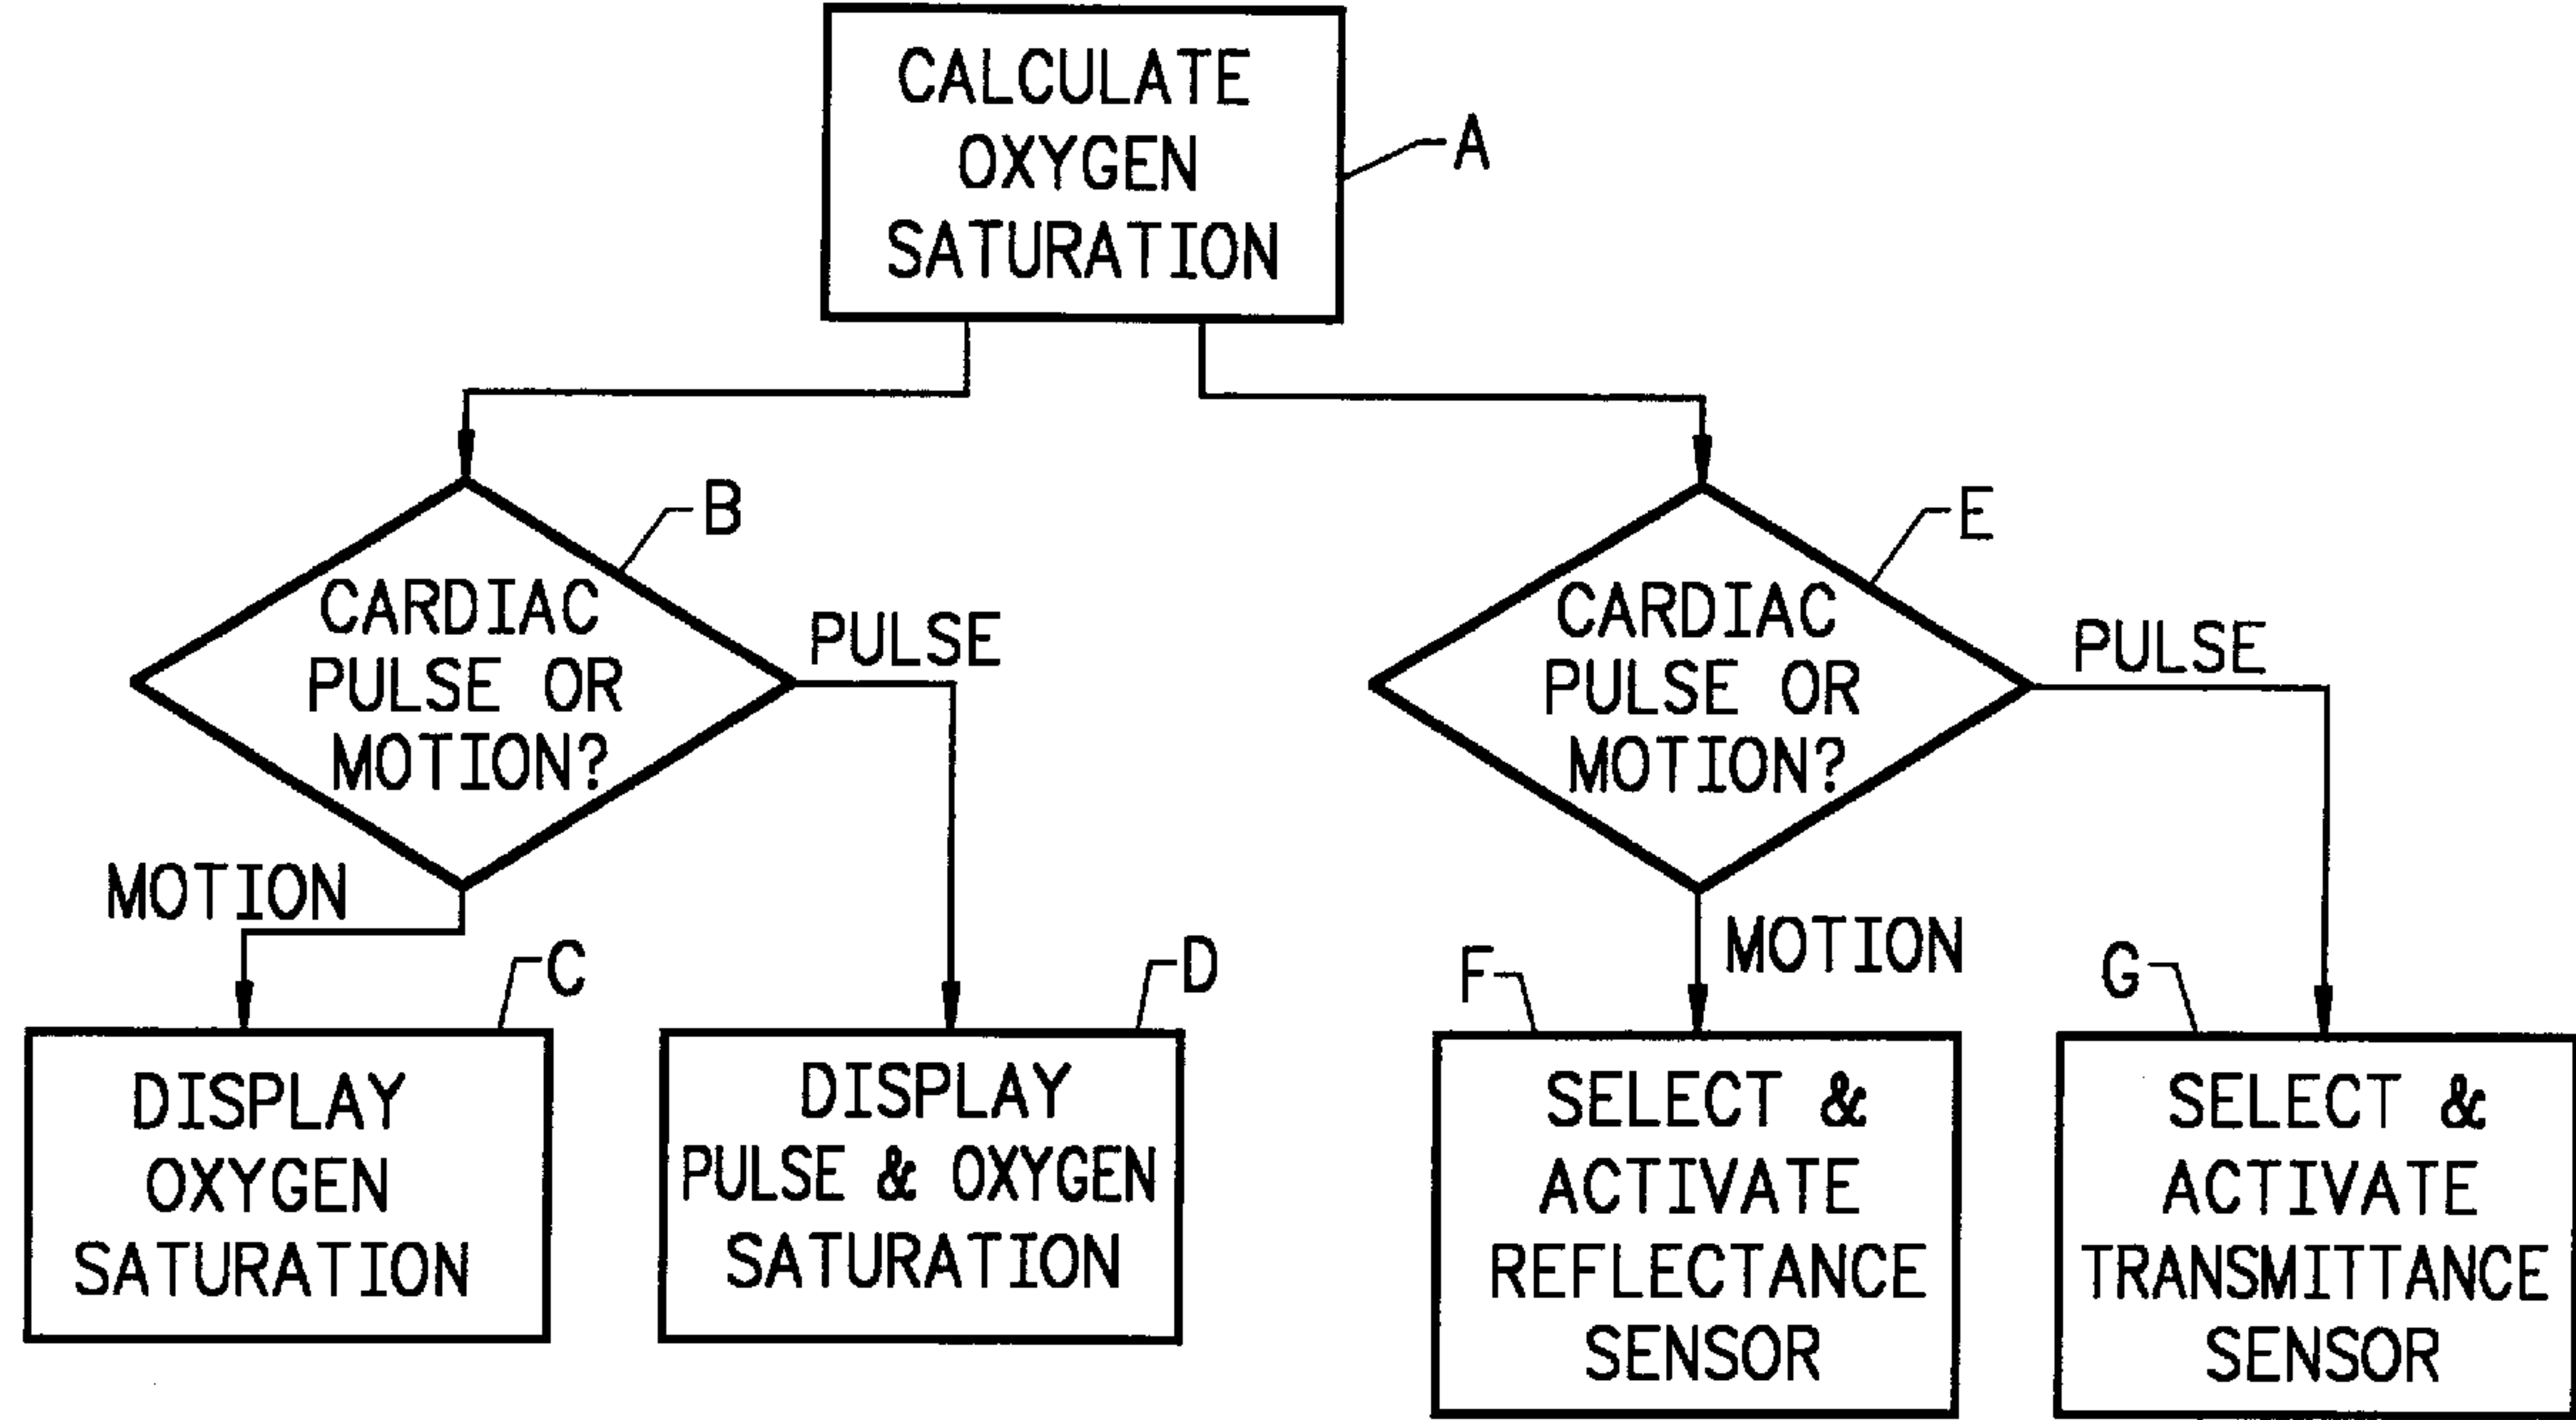 CALCULATE
OXYGEN
SATURATION
A
B
CARDIAC
PULSE OR
MOTION?
PULSE
MOTION
E
CARDIAC
PULSE OR
MOTION?
PULSE
MOTION
C
DISPLAY
OXYGEN
SATURATION
D
DISPLAY
PULSE & OXYGEN
SATURATION
F
SELECT &
ACTIVATE
REFLECTANCE
SENSOR
G
SELECT &
ACTIVATE
TRANSMITTANCE
SENSOR